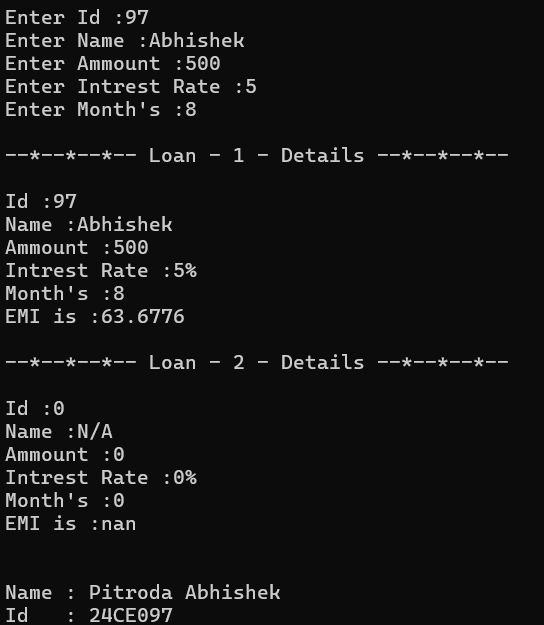 Enter Id :97
Enter Name :Abhishek
Enter Ammount :500
Enter Intrest Rate :5
Enter Month's :8
--*--*--*-- Loan - 1 - Details --*--*--*--
Id :97
Name :Abhishek
Ammount :500
Intrest Rate :5%
Month's :8
EMI is :63.6776
--*--*--*-- Loan - 2 - Details --*--*--*--
Id :0
Name :N/A
Ammount :0
Intrest Rate :0%
Month's :0
EMI is :nan
Name : Pitroda Abhishek
Id   : 24CE097